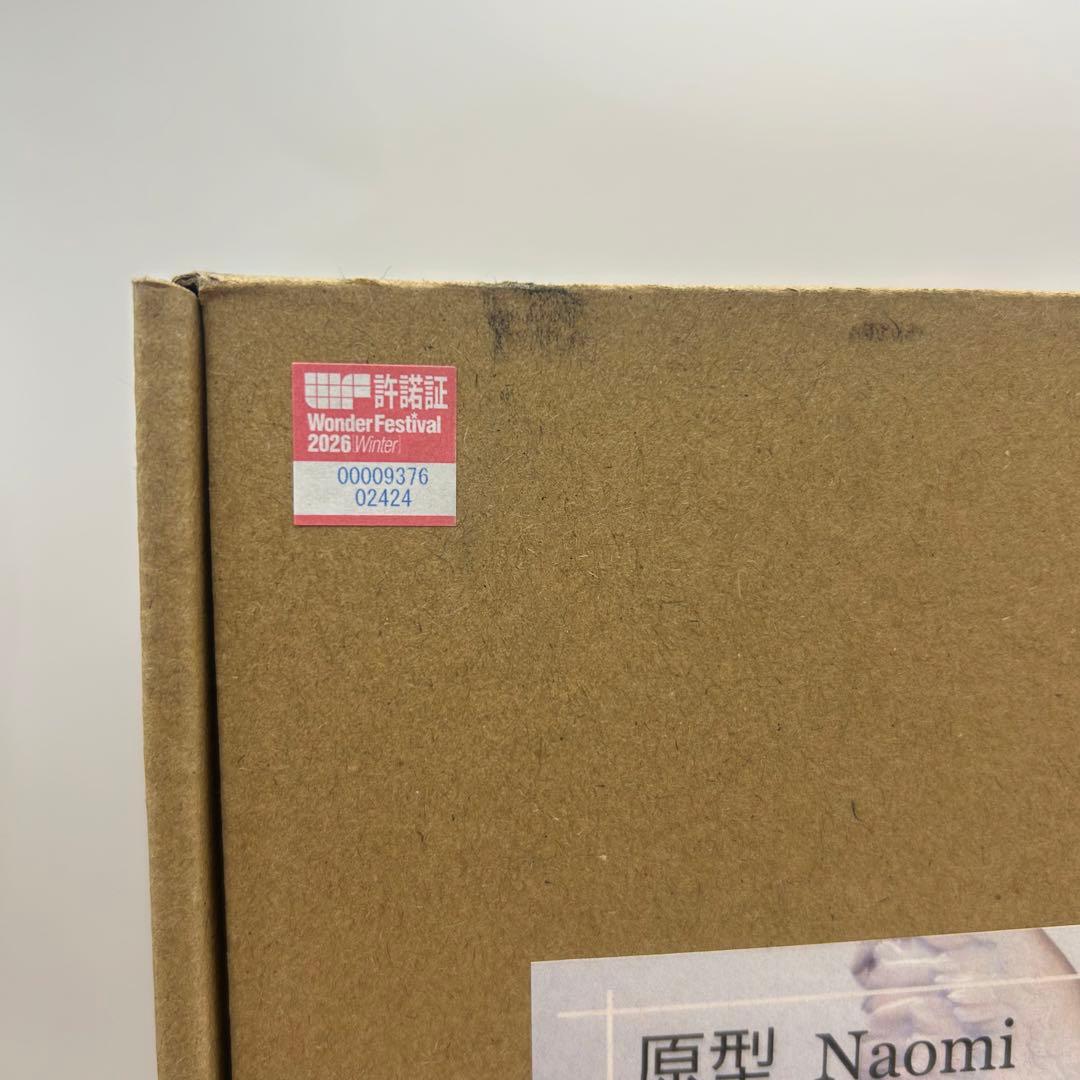 WF許諾証
Wonder Festival
2026[Winter]
00009376
02424
原型 Naomi